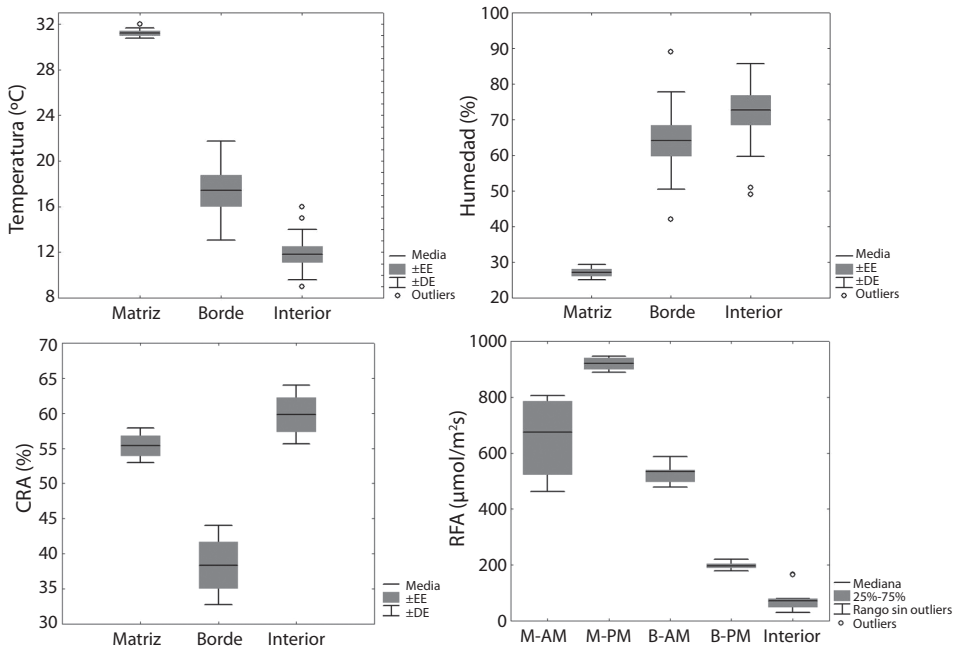 Temperatura (ºC)
32
28
24
20
16
12
8
Matriz Borde Interior
Media
±EE
±DE
Outliers
Humedad (%)
100
90
80
70
60
50
40
30
20
Matriz Borde Interior
Media
±EE
±DE
Outliers
CRA (%)
70
65
60
55
50
45
40
35
30
Matriz Borde Interior
Media
±EE
±DE
RFA (µmol/m²s)
1000
800
600
400
200
0
M-AM M-PM B-AM B-PM Interior
Mediana
25%-75%
Rango sin outliers
Outliers